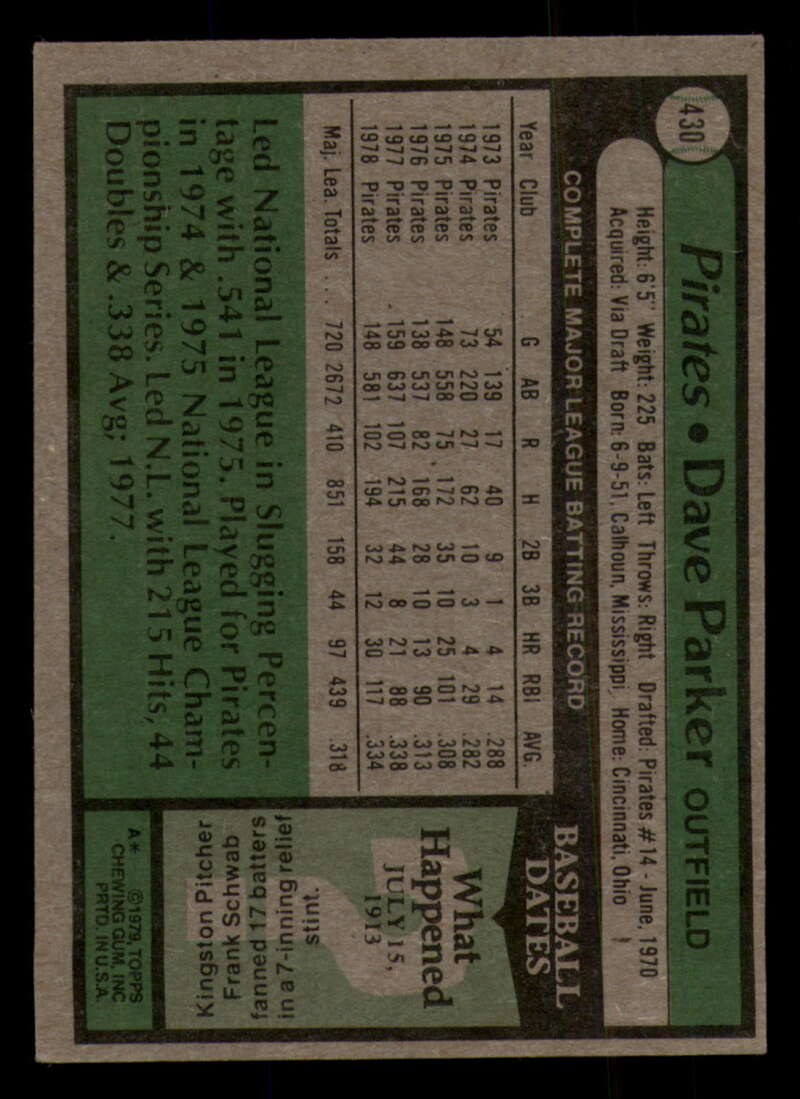 430
Pirates • Dave Parker OUTFIELD
Height: 6'5" Weight: 225 Bats: Left Throws: Right Drafted: Pirates #14 - June, 1970
Acquired: Via Draft Born: 6-9-51, Calhoun, Mississippi Home: Cincinnati, Ohio
COMPLETE MAJOR LEAGUE BATTING RECORD
Year Club G AB R H 2B 3B HR RBI AVG.
1973 Pirates 54 139 17 40 9 1 4 14 .288
1974 Pirates 73 220 27 62 10 3 4 29 .282
1975 Pirates 148 558 75 172 35 10 25 101 .308
1976 Pirates 138 537 82 168 28 10 13 90 .313
1977 Pirates 159 637 107 215 44 8 21 88 .338
1978 Pirates 148 581 102 194 32 12 30 117 .334
Maj. Lea Totals ... 720 2672 410 851 158 44 97 439 .318
Led National League in Slugging Percen-
tage with .541 in 1975. Played for Pirates
in 1974 & 1975 National League Cham-
pionship Series. Led N.L. with 215 Hits, 44
Doubles & .338 Avg; 1977.
BASEBALL
DATES
What
Happened
JULY 15,
1913
Kingston Pitcher
Frank Schwab
fanned 17 batters
in a 7-inning relief
stint.
A* ©1979, TOPPS
CHEWING GUM, INC
PRTD. IN U.S.A.